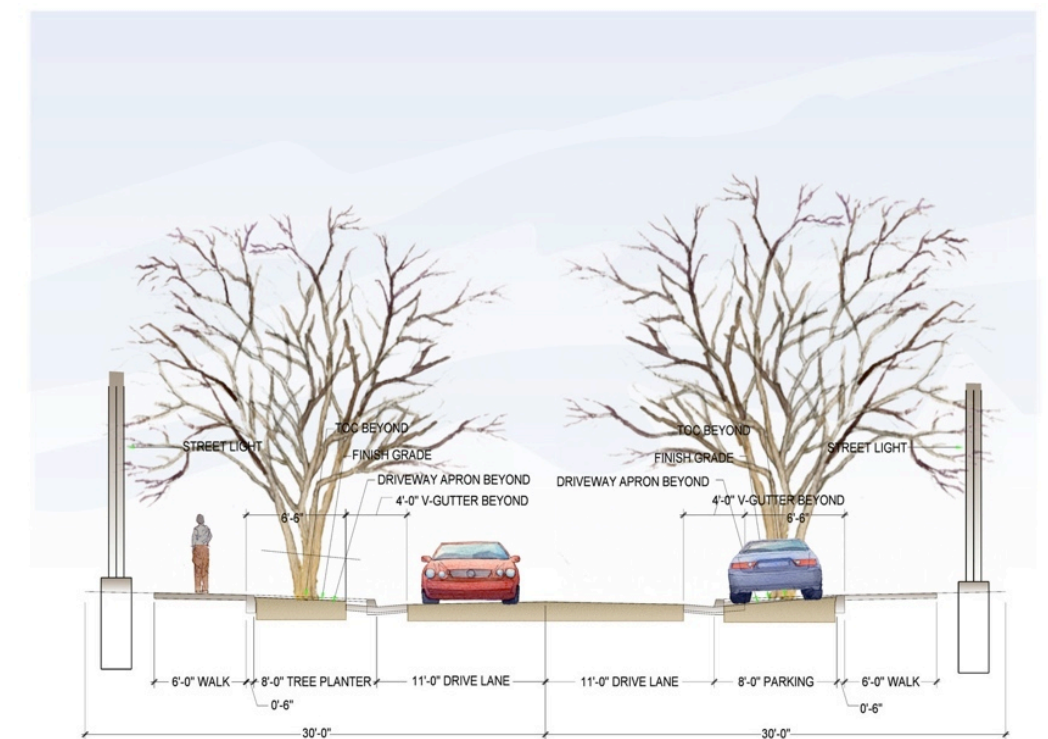 TOC BEYOND
STREET LIGHT
FINISH GRADE
DRIVEWAY APRON BEYOND
4'-0" V-GUTTER BEYOND
6'-6"
TOC BEYOND
STREET LIGHT
FINISH GRADE
DRIVEWAY APRON BEYOND
4'-0" V-GUTTER BEYOND
6'-6"
6'-0" WALK
8'-0" TREE PLANTER
11'-0" DRIVE LANE
11'-0" DRIVE LANE
8'-0" PARKING
6'-0" WALK
0'-6"
0'-6"
30'-0"
30'-0"